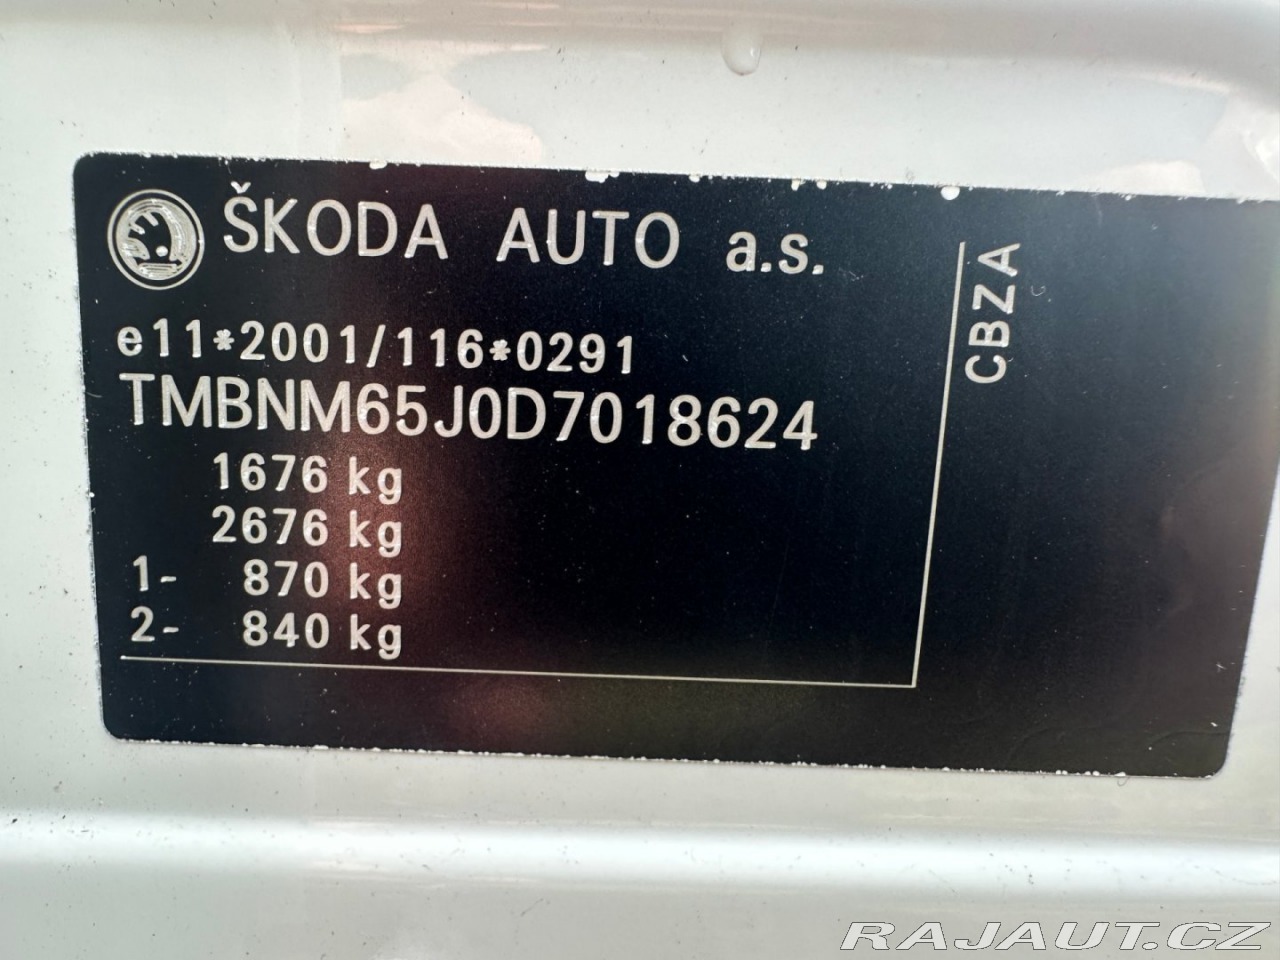 ŠKODA AUTO a.s.
e11*2001/116*0291
TMBNM65J0D7018624
1676 kg
2676 kg
1- 870 kg
2- 840 kg
CBZA
RAJAUT.CZ